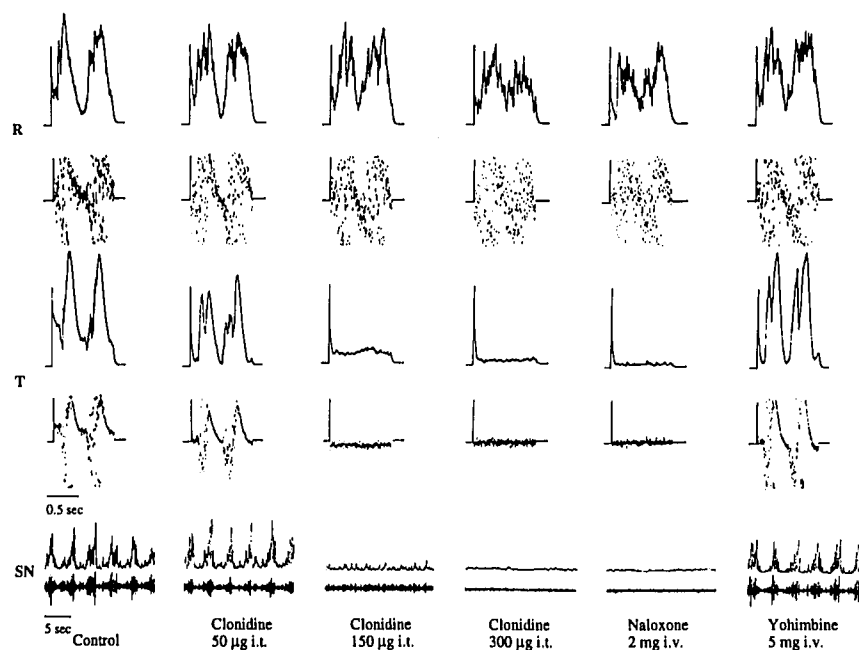 R
T
0.5 sec
SN
5 sec
Control
Clonidine
50 µg i.t.
Clonidine
150 µg i.t.
Clonidine
300 µg i.t.
Naloxone
2 mg i.v.
Yohimbine
5 mg i.v.